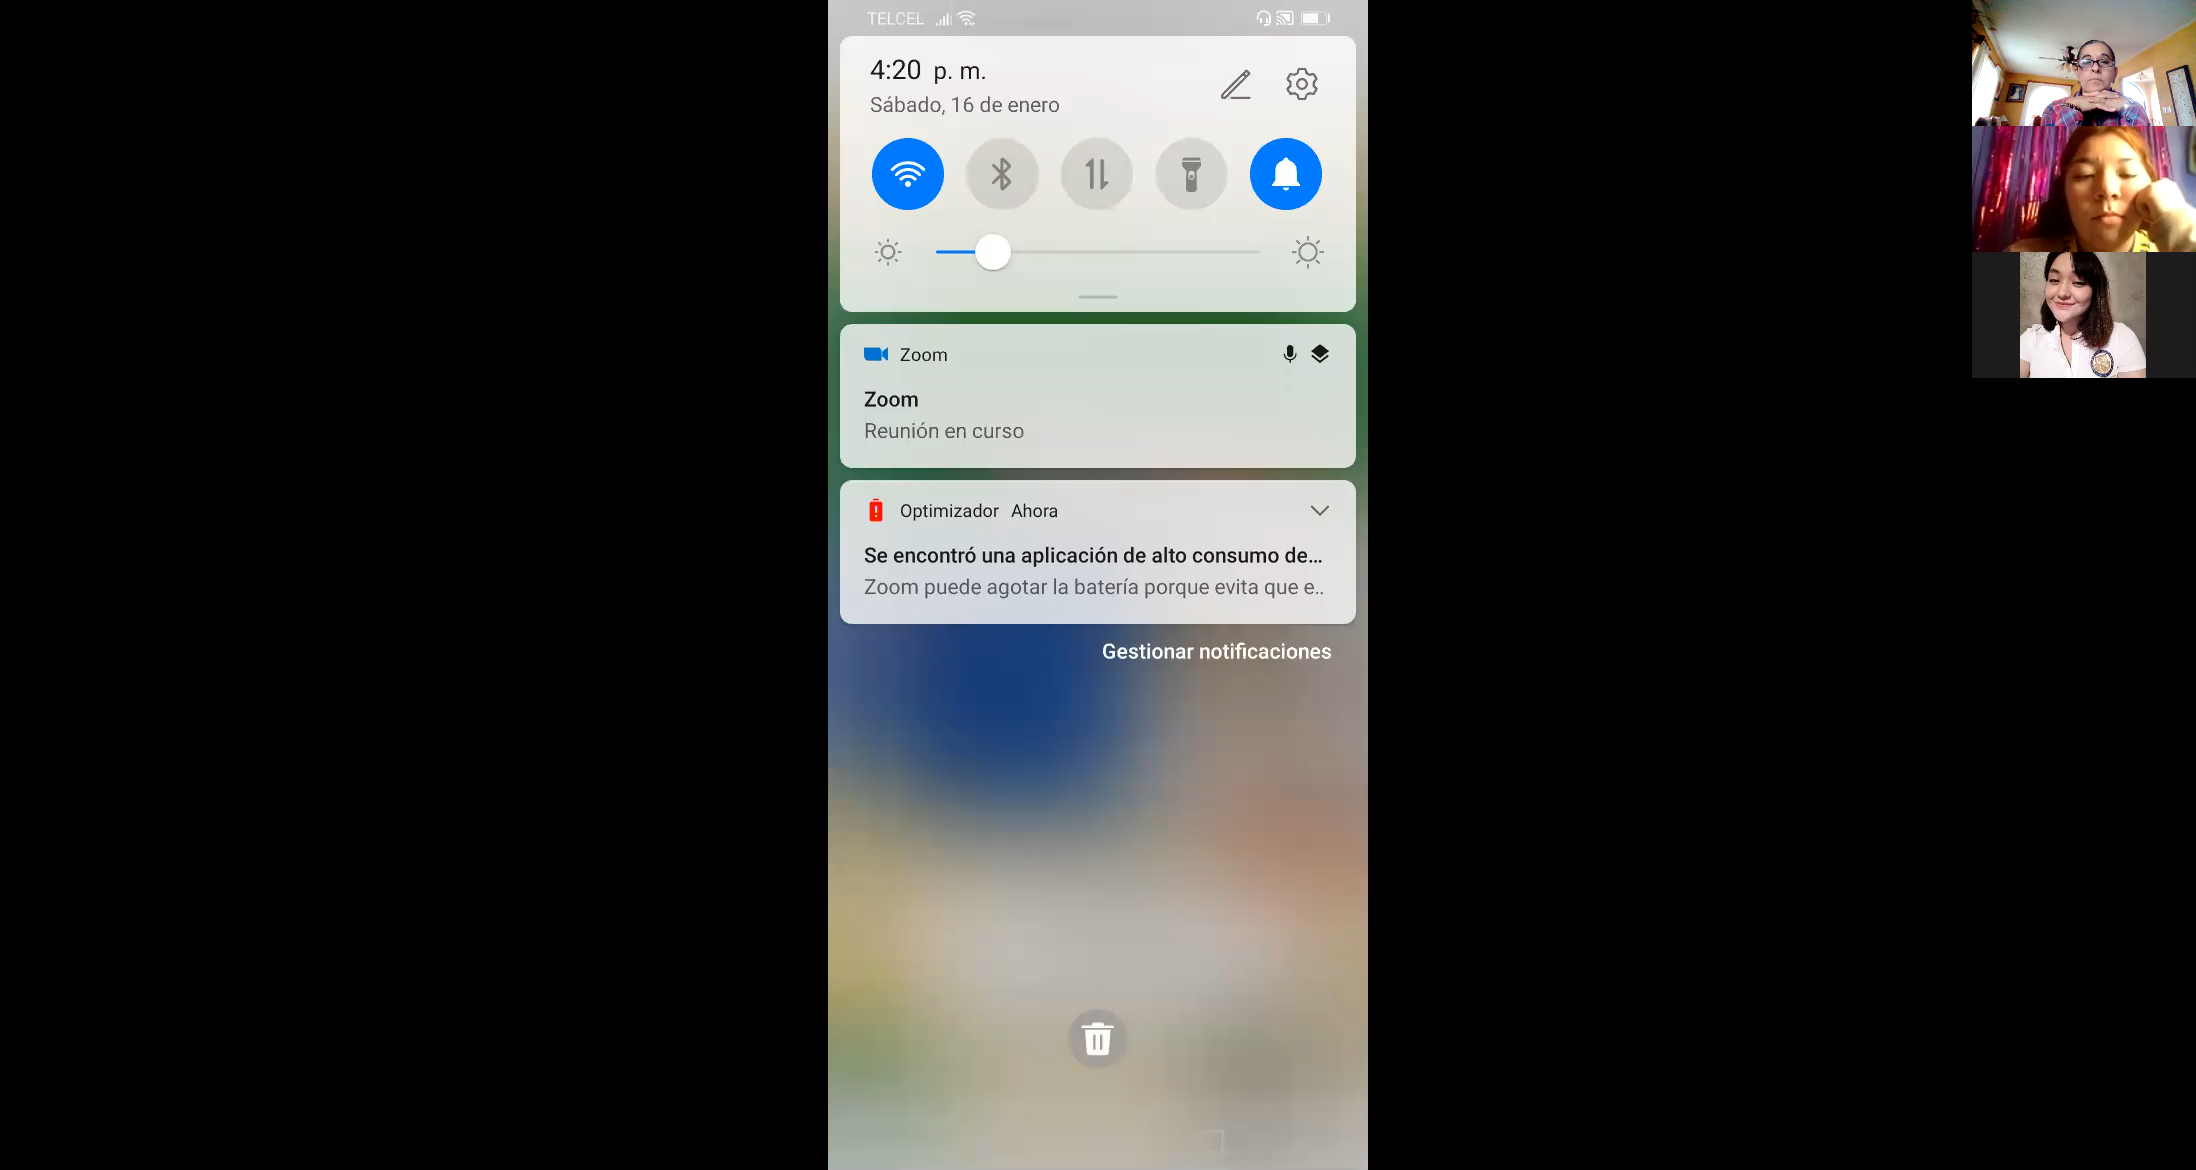 TELCEL
4:20 p. m.
Sábado, 16 de enero
Zoom
Zoom
Reunión en curso
Optimizador Ahora
Se encontró una aplicación de alto consumo de...
Zoom puede agotar la batería porque evita que e..
Gestionar notificaciones